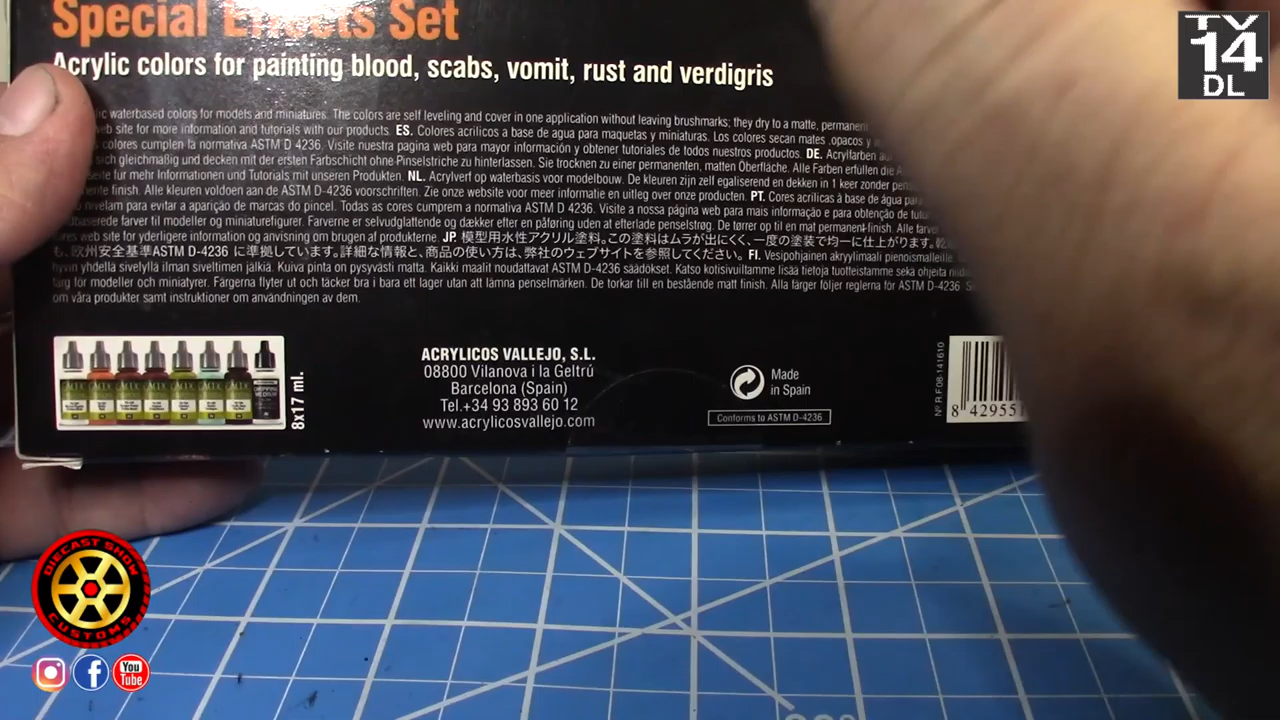 Special Effects Set
TV
14
DL
Acrylic colors for painting blood, scabs, vomit, rust and verdigris
waterbased colors for models and miniatures. The colors are self leveling and cover in one application without leaving brushmarks; they dry to a matte, permanent
web site for more information and tutorials with our products. ES. Colores acrílicos a base de agua para maquetas y miniaturas. Los colores secan mates, opacos y
colores cumplen la normativa ASTM D 4236. Visite nuestra pagina web para mayor información y obtener tutoriales de todos nuestros productos. DE. Acrylfarben
sich gleichmäßig und decken mit der ersten Farbschicht ohne Pinselstriche zu hinterlassen. Sie trocknen zu einer permanenten, matten Oberfläche. Alle Farben erfüllen die
fur mehr Informationen und Tutorials mit unseren Produkten. NL. Acrylverf op waterbasis voor modelbouw. De kleuren zijn zelf egaliserend en dekken in 1 keer zonder
finish. Alle kleuren voldoen aan de ASTM D-4236 voorschriften. Zie onze website voor meer informatie en uitleg over onze producten. PT. Cores acrilicas à base de água para
nivelam para evitar a aparição de marcas do pincel. Todas as cores cumprem a normativa ASTM D 4236. Visite a nossa página web para mais informação e para obtenção de
farver til modeller og miniaturefigurer. Farverne er selvudglattende og dækker efter en påføring uden at efterlade penselstrøg. De tørrer op til en mat permanent finish. Alle
web site for yderligere information og anvisning om brugen af produkterne. JP. 模型用水性アクリル塗料。この塗料はムラが出にくく、一度の塗装で均一に仕上がります。
も、欧州安全基準ASTM D-4236 に準拠しています。詳細な情報と、商品の使い方は、弊社のウェブサイトを参照してください。 FI. Vesipohjainen akryylimaali pienoismalleille.
hyvin yhdellä sivelyllä ilman siveltimen jälkiä. Kuiva pinta on pysyvästi matta. Kaikki maalit noudattavat ASTM D-4236 säädökset. Katso kotisivuiltamme lisää tietoja tuotteistamme sekä ohjeita
färg för modeller och miniatyrer. Färgerna flyter ut och täcker bra i bara ett lager utan att lämna penselmärken. De torkar till en bestående matt finish. Alla färger följer reglerna för ASTM D-4236.
om våra produkter samt instruktioner om användningen av dem.
8x17 ml.
ACRYLICOS VALLEJO, S.L.
08800 Vilanova i la Geltrú
Barcelona (Spain)
Tel.+34 93 893 60 12
www.acrylicosvallejo.com
Made
in Spain
Conforms to ASTM D-4236
Nº.R.F.08-141610
8 42955
DIECAST SHOW
CUSTOMS
You
Tube